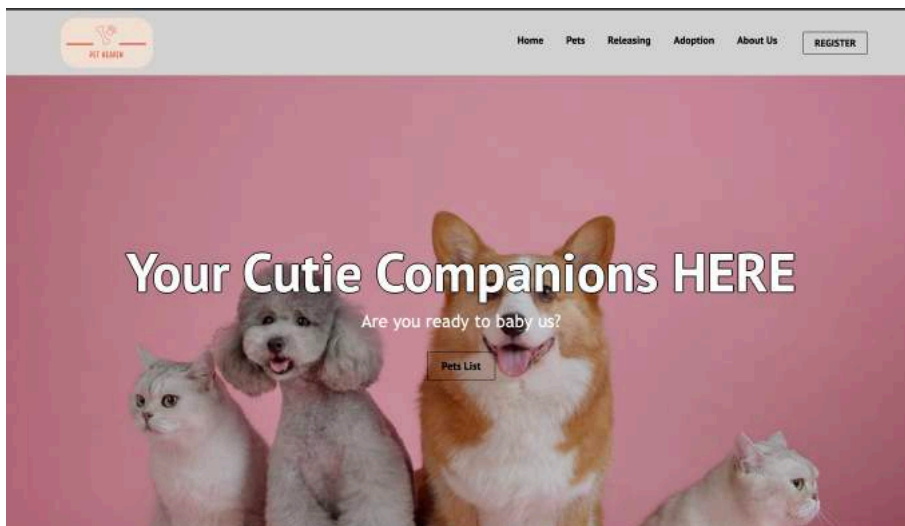 PET HEAVEN
Home Pets Releasing Adoption About Us REGISTER
Your Cutie Companions HERE
Are you ready to baby us?
Pets List